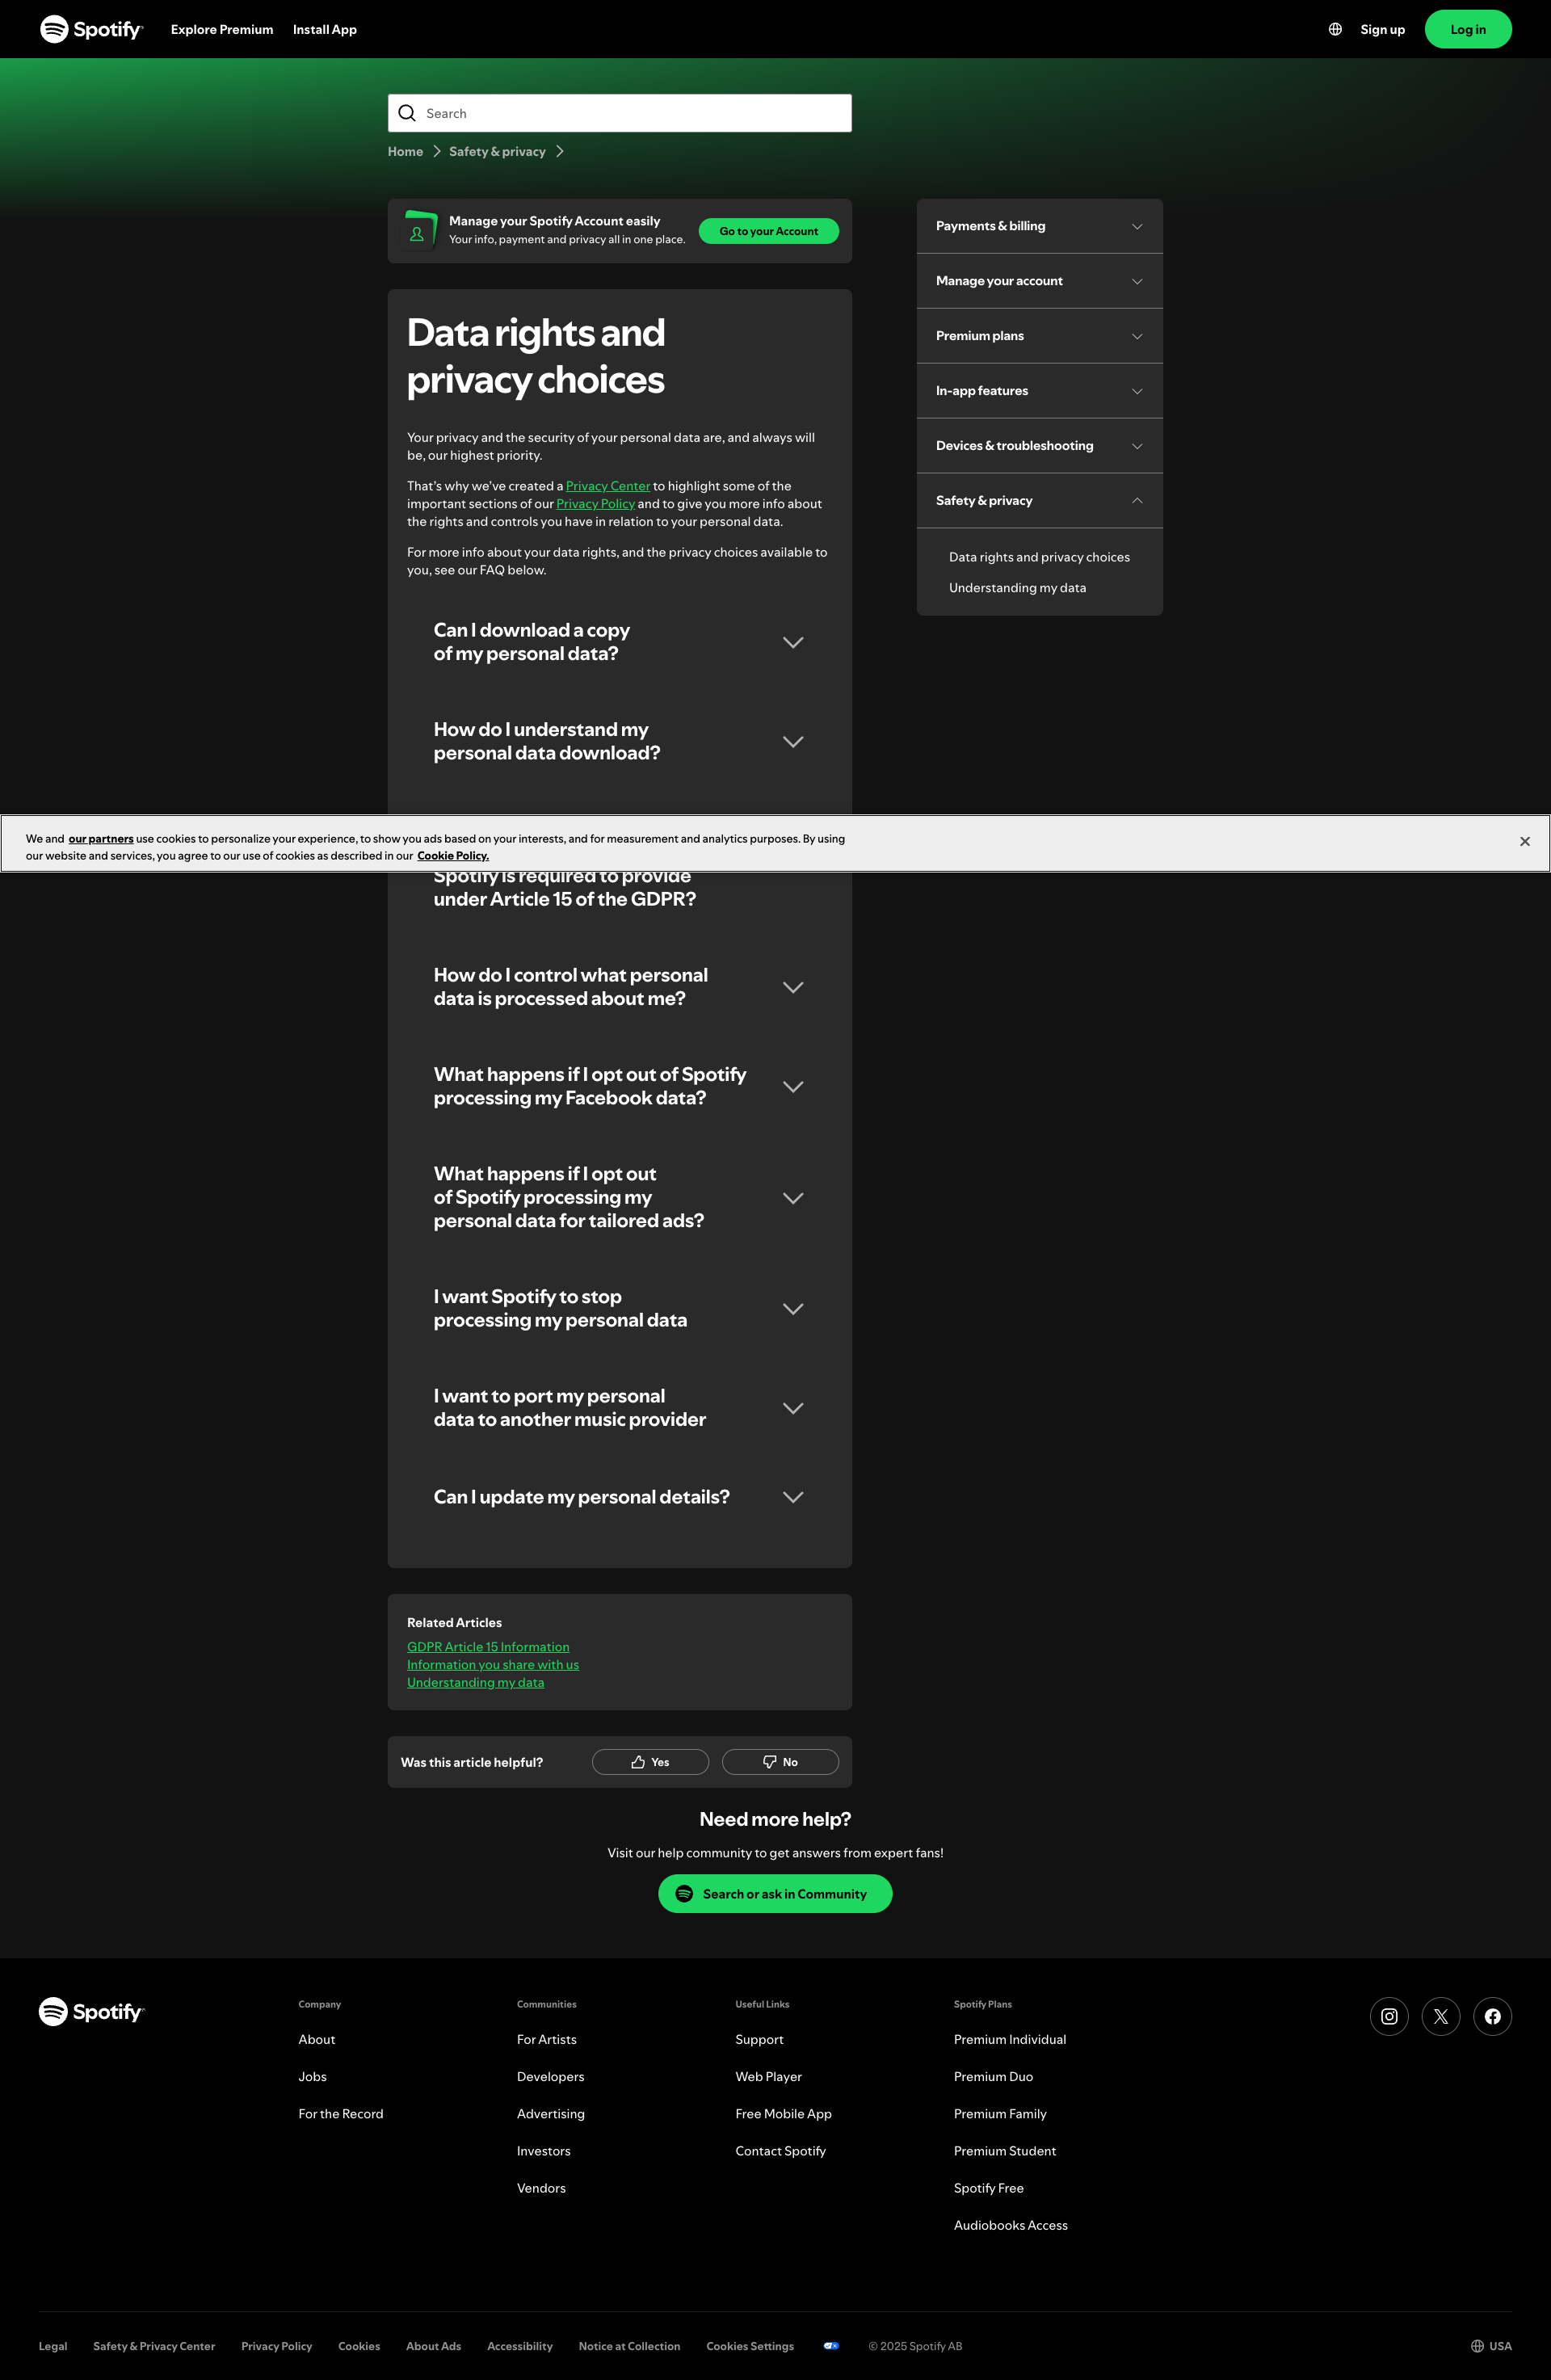 Spotify
Explore Premium
Install App
Sign up
Log in
Search
Home
Safety & privacy
Manage your Spotify Account easily
Your info, payment and privacy all in one place.
Go to your Account
Data rights and
privacy choices
Your privacy and the security of your personal data are, and always will
be, our highest priority.
That's why we've created a Privacy Center to highlight some of the
important sections of our Privacy Policy and to give you more info about
the rights and controls you have in relation to your personal data.
For more info about your data rights, and the privacy choices available to
you, see our FAQ below.
Can I download a copy
of my personal data?
How do I understand my
personal data download?
We and our partners use cookies to personalize your experience, to show you ads based on your interests, and for measurement and analytics purposes. By using
our website and services, you agree to our use of cookies as described in our Cookie Policy.
Spotify is required to provide
under Article 15 of the GDPR?
How do I control what personal
data is processed about me?
What happens if I opt out of Spotify
processing my Facebook data?
What happens if I opt out
of Spotify processing my
personal data for tailored ads?
I want Spotify to stop
processing my personal data
I want to port my personal
data to another music provider
Can I update my personal details?
Payments & billing
Manage your account
Premium plans
In-app features
Devices & troubleshooting
Safety & privacy
Data rights and privacy choices
Understanding my data
Related Articles
GDPR Article 15 Information
Information you share with us
Understanding my data
Was this article helpful?
Yes
No
Need more help?
Visit our help community to get answers from expert fans!
Search or ask in Community
Spotify
Company
About
Jobs
For the Record
Communities
For Artists
Developers
Advertising
Investors
Vendors
Useful Links
Support
Web Player
Free Mobile App
Contact Spotify
Spotify Plans
Premium Individual
Premium Duo
Premium Family
Premium Student
Spotify Free
Audiobooks Access
Legal
Safety & Privacy Center
Privacy Policy
Cookies
About Ads
Accessibility
Notice at Collection
Cookies Settings
© 2025 Spotify AB
USA